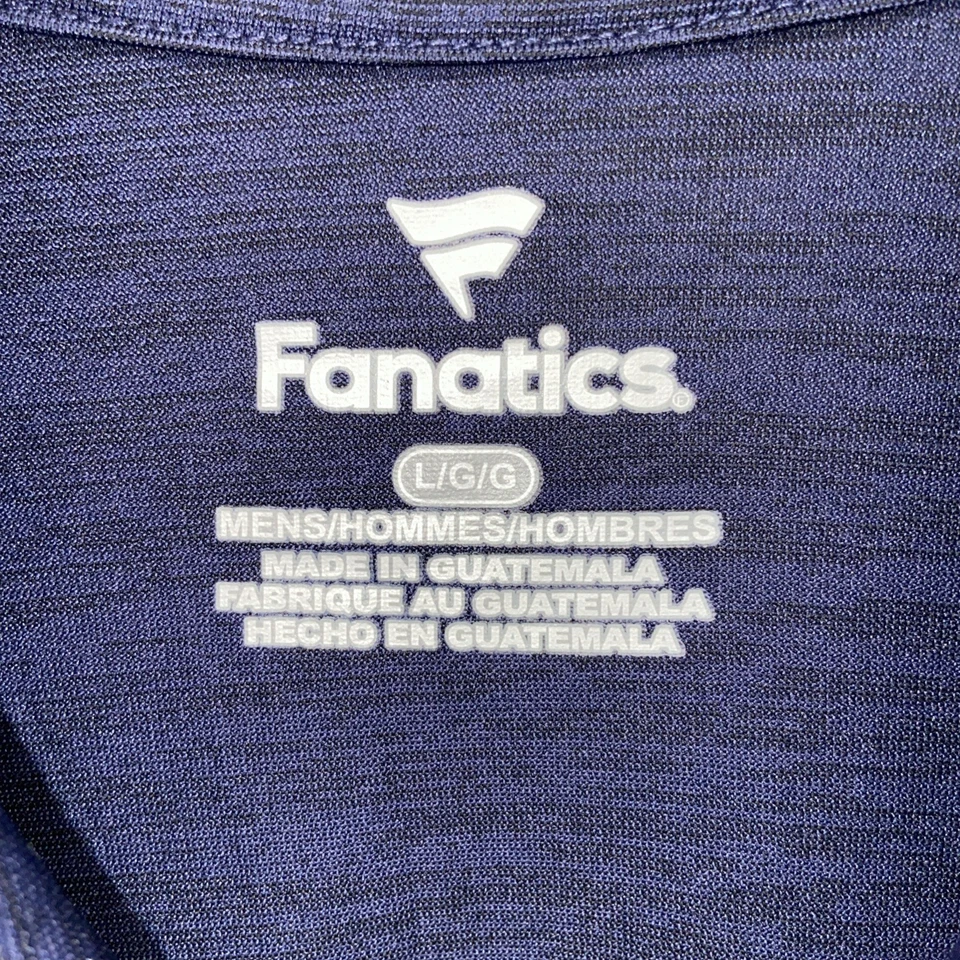 Fanatics.
L/G/G
MENS/HOMMES/HOMBRES
MADE IN GUATEMALA
FABRIQUE AU GUATEMALA
HECHO EN GUATEMALA